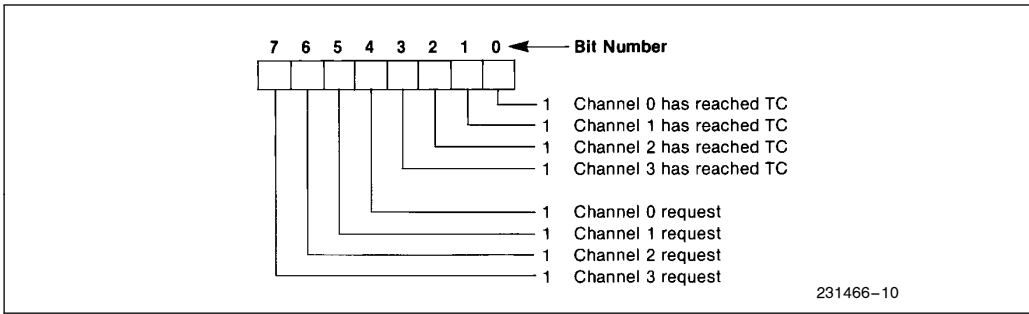 7 6 5 4 3 2 1 0 Bit Number
1 Channel 0 has reached TC
1 Channel 1 has reached TC
1 Channel 2 has reached TC
1 Channel 3 has reached TC
1 Channel 0 request
1 Channel 1 request
1 Channel 2 request
1 Channel 3 request
231466–10